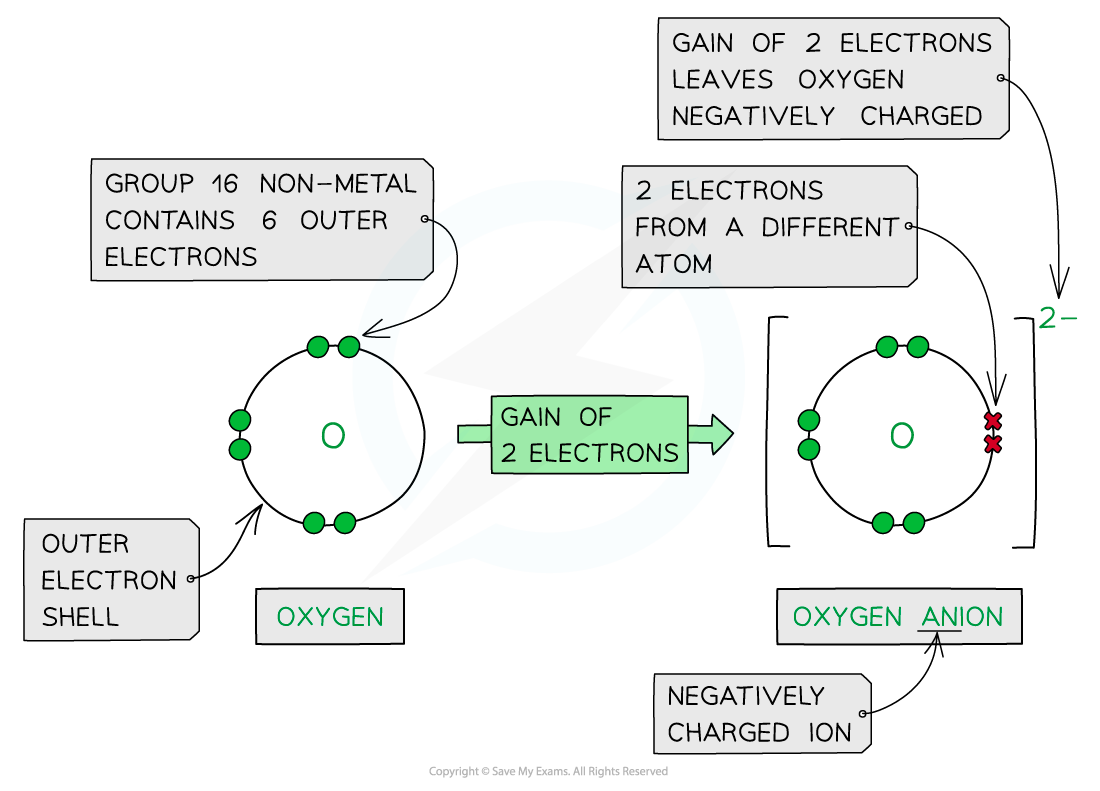 GAIN OF 2 ELECTRONS
LEAVES OXYGEN
NEGATIVELY CHARGED
GROUP 16 NON-METAL
CONTAINS 6 OUTER
ELECTRONS
2 ELECTRONS
FROM A DIFFERENT
ATOM
2-
O
GAIN OF
2 ELECTRONS
O
OUTER
ELECTRON
SHELL
OXYGEN
OXYGEN ANION
NEGATIVELY
CHARGED ION
Copyright © Save My Exams. All Rights Reserved